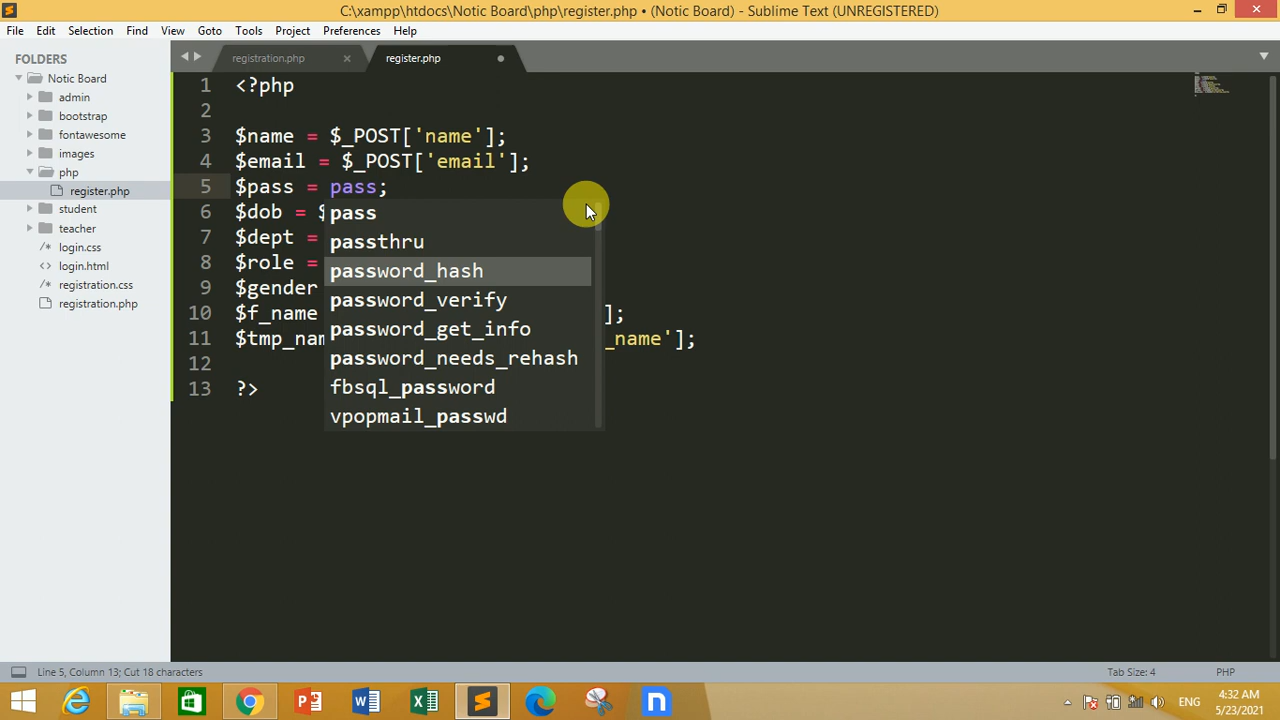 C:\xampp\htdocs\Notic Board\php\register.php • (Notic Board) - Sublime Text (UNREGISTERED)
File Edit Selection Find View Goto Tools Project Preferences Help
FOLDERS
Notic Board
admin
bootstrap
fontawesome
images
php
register.php
student
teacher
login.css
login.html
registration.css
registration.php
registration.php × register.php
1 <?php
2
3 $name = $_POST['name'];
4 $email = $_POST['email'];
5 $pass = pass;
6 $dob = $
7 $dept =
8 $role =
9 $gender
10 $f_name ];
11 $tmp_nam _name'];
12
13 ?>
pass
passthru
password_hash
password_verify
password_get_info
password_needs_rehash
fbsql_password
vpopmail_passwd
Line 5, Column 13; Cut 18 characters Tab Size: 4 PHP
ENG 4:32 AM
5/23/2021